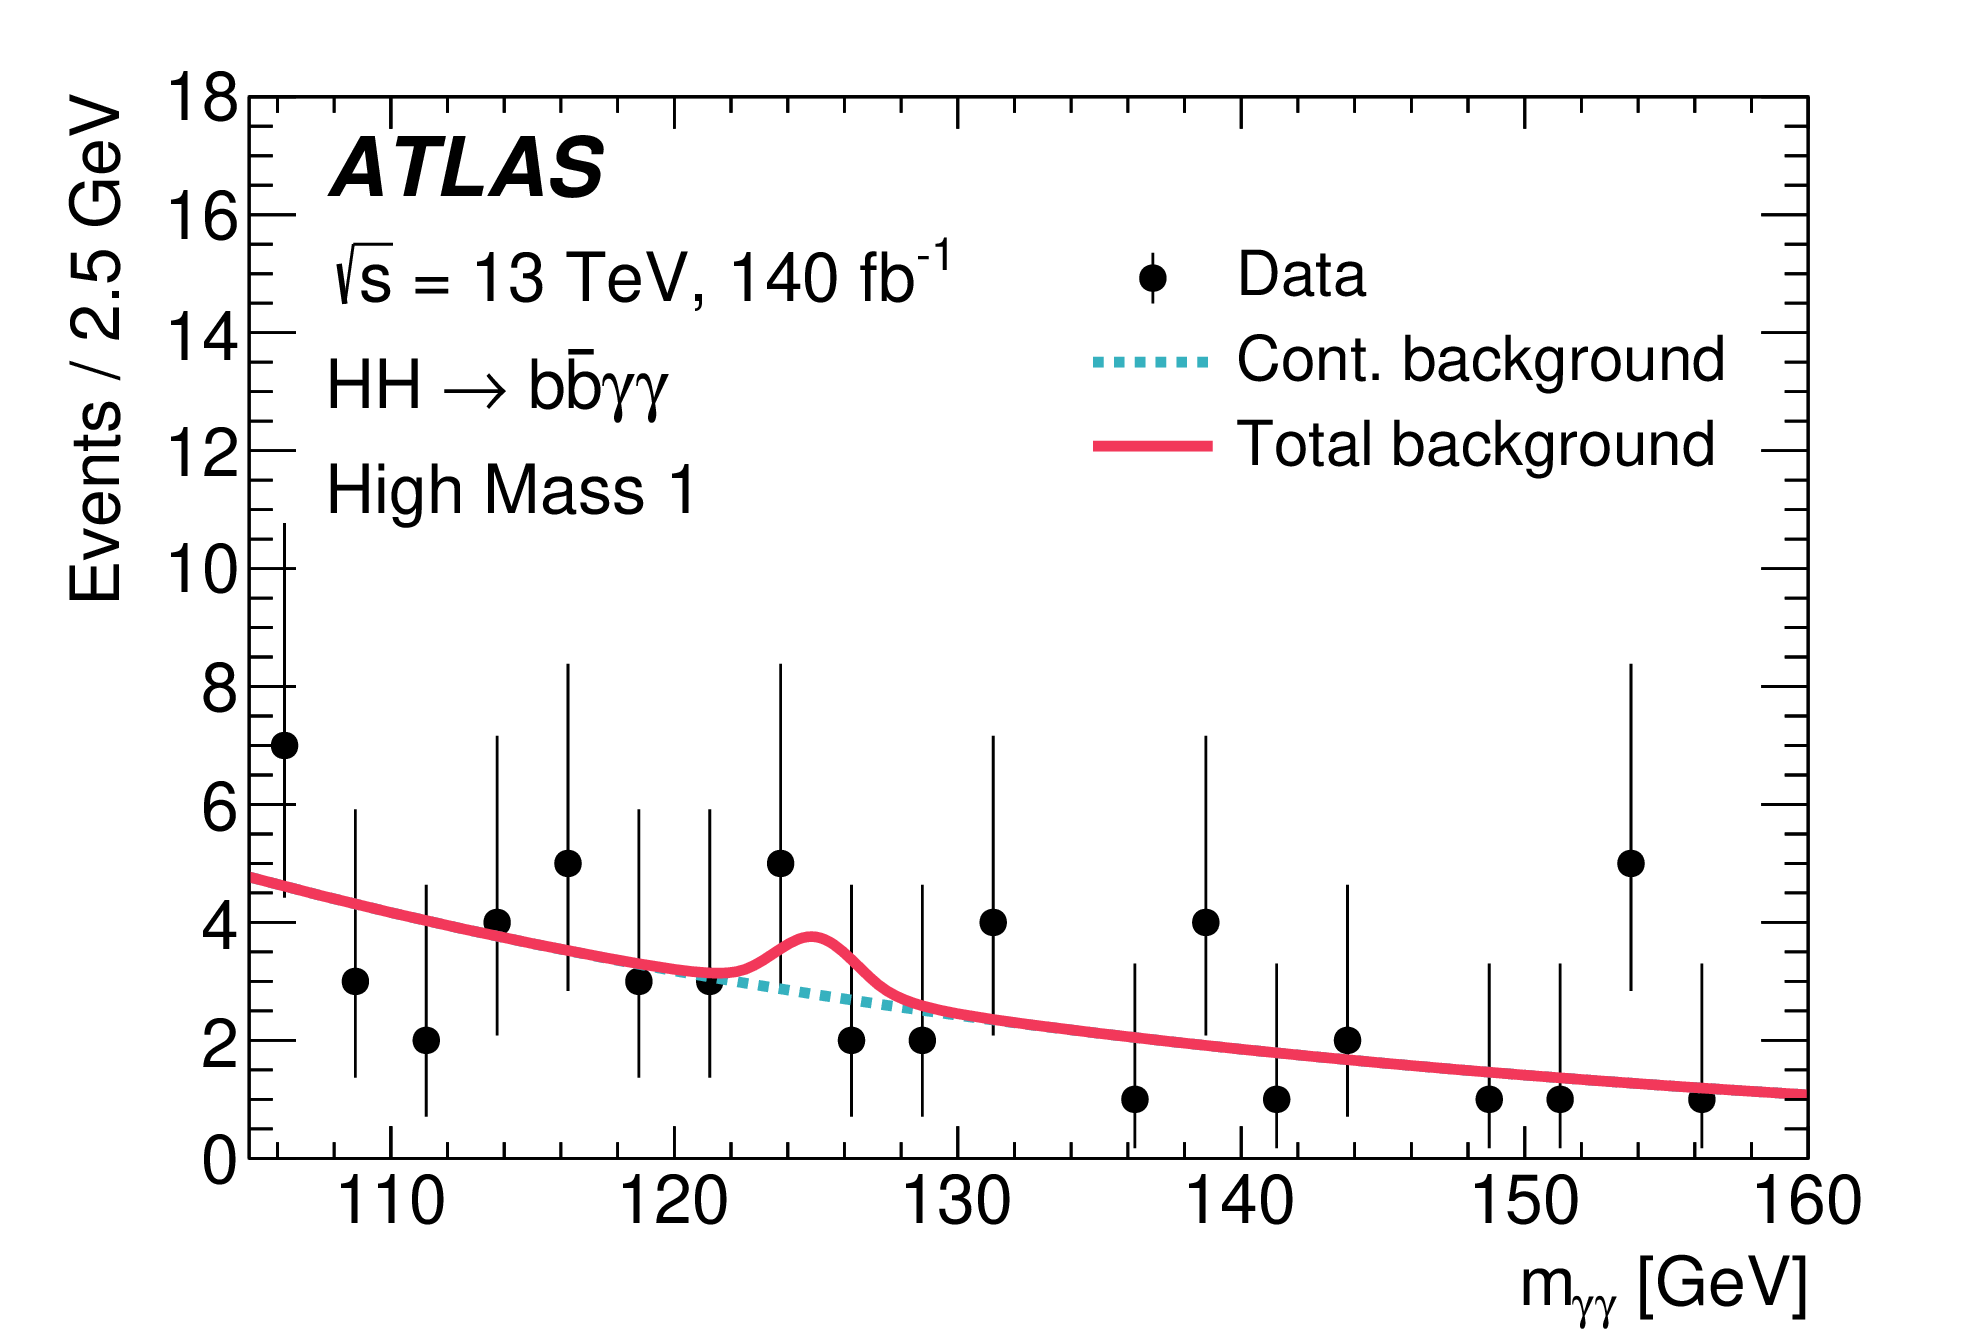 Events / 2.5 GeV
18
16
14
12
10
8
6
4
2
0
ATLAS
√s = 13 TeV, 140 fb⁻¹
HH → bb̄γγ
High Mass 1
Data
Cont. background
Total background
110 120 130 140 150 160
mγγ [GeV]